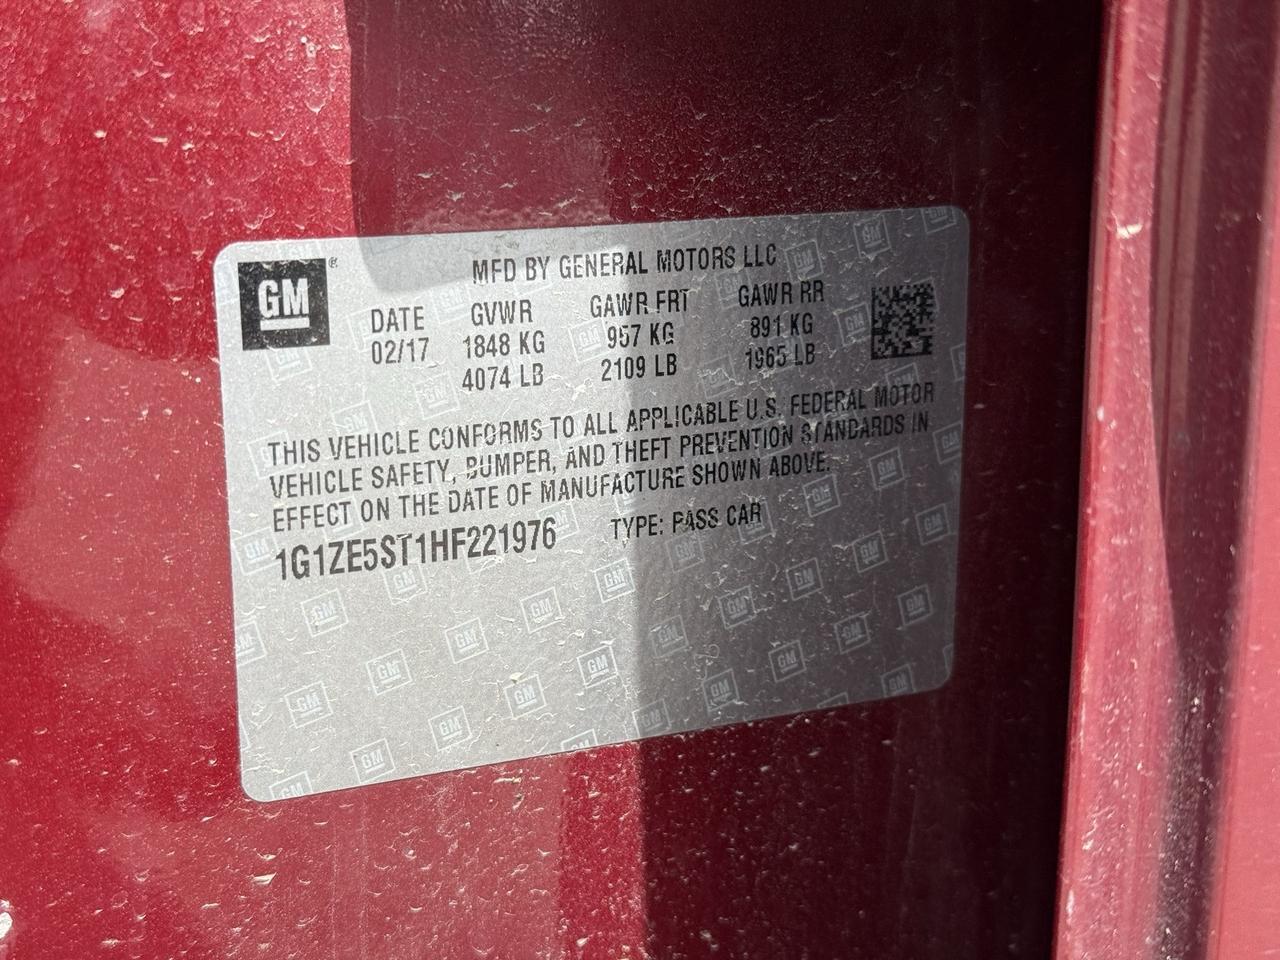 GM
MFD BY GENERAL MOTORS LLC
DATE GVWR GAWR FRT GAWR RR
02/17 1848 KG 957 KG 891 KG
4074 LB 2109 LB 1965 LB
THIS VEHICLE CONFORMS TO ALL APPLICABLE U.S. FEDERAL MOTOR
VEHICLE SAFETY, BUMPER, AND THEFT PREVENTION STANDARDS IN
EFFECT ON THE DATE OF MANUFACTURE SHOWN ABOVE.
1G1ZE5ST1HF221976 TYPE: PASS CAR